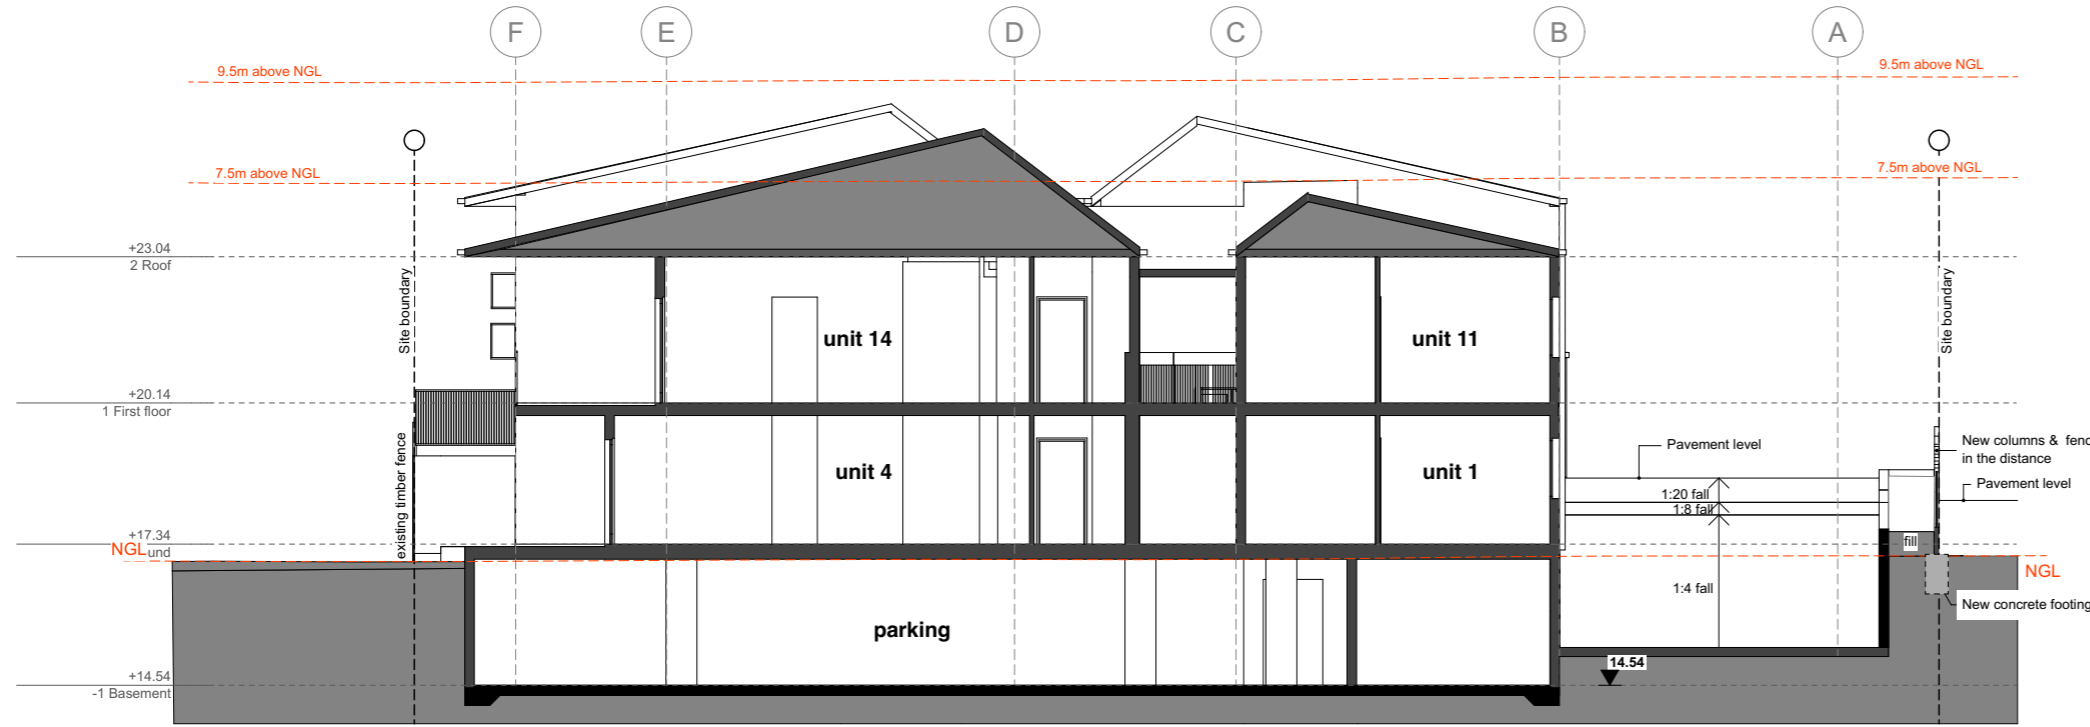 F
E
D
C
B
A
9.5m above NGL
9.5m above NGL
7.5m above NGL
7.5m above NGL
+23.04
2 Roof
Site boundary
Site boundary
unit 14
unit 11
+20.14
1 First floor
existing timber fence
unit 4
unit 1
Pavement level
New columns & fenc
in the distance
Pavement level
1:20 fall
1:8 fall
+17.34
NGL
und
fill
NGL
1:4 fall
New concrete footing
parking
14.54
+14.54
-1 Basement